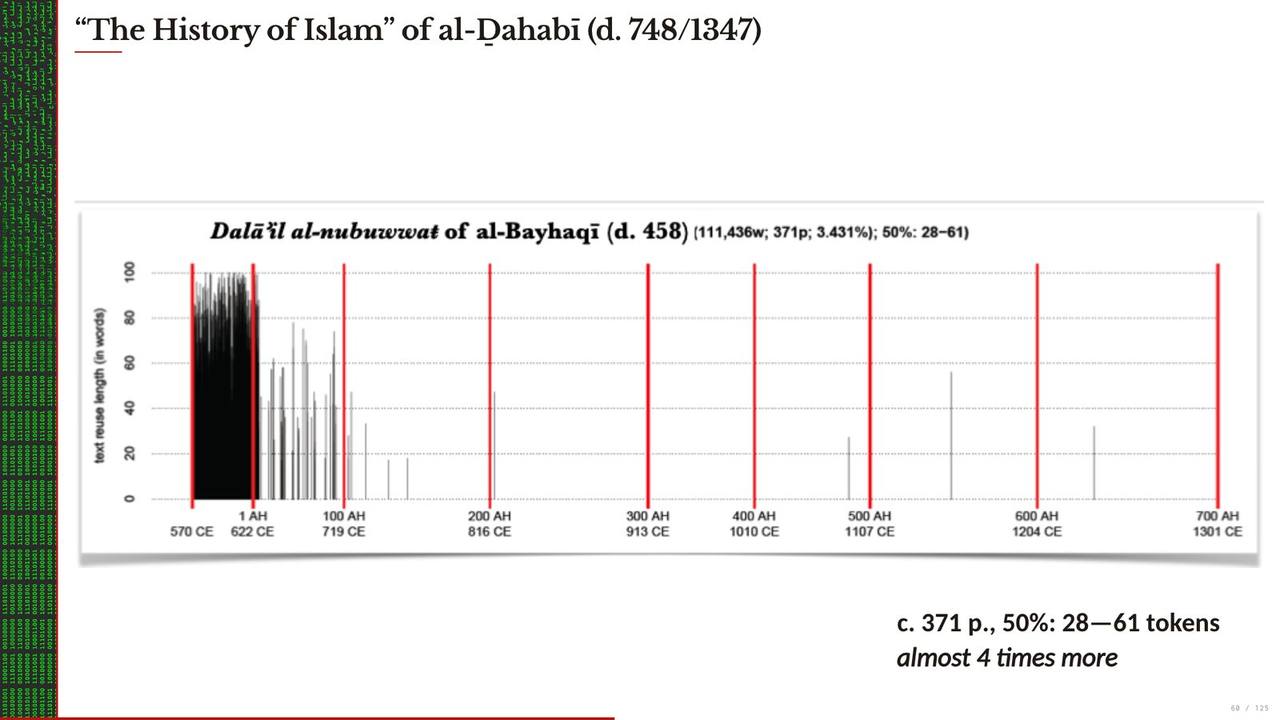 “The History of Islam” of al-Ḏahabī (d. 748/1347)
Dalāʾil al-nubuwwaŧ of al-Bayhaqī (d. 458) (111,436w; 371p; 3.431%); 50%: 28–61)
text reuse length (in words)
100
80
60
40
20
0
1 AH 100 AH 200 AH 300 AH 400 AH 500 AH 600 AH 700 AH
570 CE 622 CE 719 CE 816 CE 913 CE 1010 CE 1107 CE 1204 CE 1301 CE
c. 371 p., 50%: 28—61 tokens
almost 4 times more
60 / 125